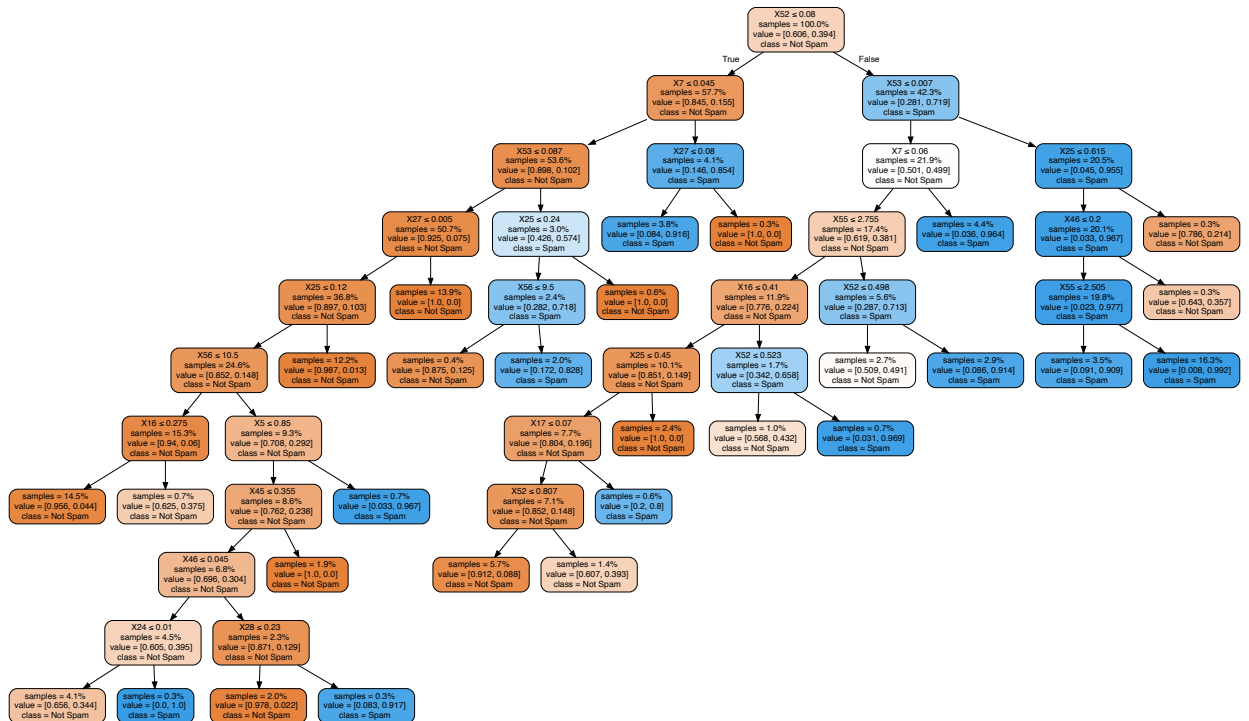 X52 ≤ 0.08
samples = 100.0%
value = [0.606, 0.394]
class = Not Spam
True
False
X7 ≤ 0.045
samples = 57.7%
value = [0.845, 0.155]
class = Not Spam
X53 ≤ 0.007
samples = 42.3%
value = [0.281, 0.719]
class = Spam
X53 ≤ 0.087
samples = 53.6%
value = [0.898, 0.102]
class = Not Spam
X27 ≤ 0.08
samples = 4.1%
value = [0.146, 0.854]
class = Spam
X7 ≤ 0.06
samples = 21.9%
value = [0.501, 0.499]
class = Not Spam
X25 ≤ 0.615
samples = 20.5%
value = [0.045, 0.955]
class = Spam
X27 ≤ 0.005
samples = 50.7%
value = [0.925, 0.075]
class = Not Spam
X25 ≤ 0.24
samples = 3.0%
value = [0.426, 0.574]
class = Spam
samples = 3.8%
value = [0.084, 0.916]
class = Spam
samples = 0.3%
value = [1.0, 0.0]
class = Not Spam
X55 ≤ 2.755
samples = 17.4%
value = [0.619, 0.381]
class = Not Spam
samples = 4.4%
value = [0.036, 0.964]
class = Spam
X46 ≤ 0.2
samples = 20.1%
value = [0.033, 0.967]
class = Spam
samples = 0.3%
value = [0.786, 0.214]
class = Not Spam
X25 ≤ 0.12
samples = 36.8%
value = [0.897, 0.103]
class = Not Spam
samples = 13.9%
value = [1.0, 0.0]
class = Not Spam
X56 ≤ 9.5
samples = 2.4%
value = [0.282, 0.718]
class = Spam
samples = 0.6%
value = [1.0, 0.0]
class = Not Spam
X16 ≤ 0.41
samples = 11.9%
value = [0.776, 0.224]
class = Not Spam
X52 ≤ 0.498
samples = 5.6%
value = [0.287, 0.713]
class = Spam
X55 ≤ 2.505
samples = 19.8%
value = [0.023, 0.977]
class = Spam
samples = 0.3%
value = [0.643, 0.357]
class = Not Spam
X56 ≤ 10.5
samples = 24.6%
value = [0.852, 0.148]
class = Not Spam
samples = 12.2%
value = [0.987, 0.013]
class = Not Spam
samples = 0.4%
value = [0.875, 0.125]
class = Not Spam
samples = 2.0%
value = [0.172, 0.828]
class = Spam
X25 ≤ 0.45
samples = 10.1%
value = [0.851, 0.149]
class = Not Spam
X52 ≤ 0.523
samples = 1.7%
value = [0.342, 0.658]
class = Spam
samples = 2.7%
value = [0.509, 0.491]
class = Not Spam
samples = 2.9%
value = [0.086, 0.914]
class = Spam
samples = 3.5%
value = [0.091, 0.909]
class = Spam
samples = 16.3%
value = [0.008, 0.992]
class = Spam
X16 ≤ 0.275
samples = 15.3%
value = [0.94, 0.06]
class = Not Spam
X5 ≤ 0.85
samples = 9.3%
value = [0.708, 0.292]
class = Not Spam
X17 ≤ 0.07
samples = 7.7%
value = [0.804, 0.196]
class = Not Spam
samples = 2.4%
value = [1.0, 0.0]
class = Not Spam
samples = 1.0%
value = [0.568, 0.432]
class = Not Spam
samples = 0.7%
value = [0.031, 0.969]
class = Spam
samples = 14.5%
value = [0.956, 0.044]
class = Not Spam
samples = 0.7%
value = [0.625, 0.375]
class = Not Spam
X45 ≤ 0.355
samples = 8.6%
value = [0.762, 0.238]
class = Not Spam
samples = 0.7%
value = [0.033, 0.967]
class = Spam
X52 ≤ 0.807
samples = 7.1%
value = [0.852, 0.148]
class = Not Spam
samples = 0.6%
value = [0.2, 0.8]
class = Spam
X46 ≤ 0.045
samples = 6.8%
value = [0.696, 0.304]
class = Not Spam
samples = 1.9%
value = [1.0, 0.0]
class = Not Spam
samples = 5.7%
value = [0.912, 0.088]
class = Not Spam
samples = 1.4%
value = [0.607, 0.393]
class = Not Spam
X24 ≤ 0.01
samples = 4.5%
value = [0.605, 0.395]
class = Not Spam
X28 ≤ 0.23
samples = 2.3%
value = [0.871, 0.129]
class = Not Spam
samples = 4.1%
value = [0.656, 0.344]
class = Not Spam
samples = 0.3%
value = [0.0, 1.0]
class = Spam
samples = 2.0%
value = [0.978, 0.022]
class = Not Spam
samples = 0.3%
value = [0.083, 0.917]
class = Spam